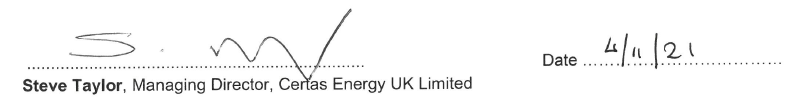 Date 4/11/21
Steve Taylor, Managing Director, Certas Energy UK Limited